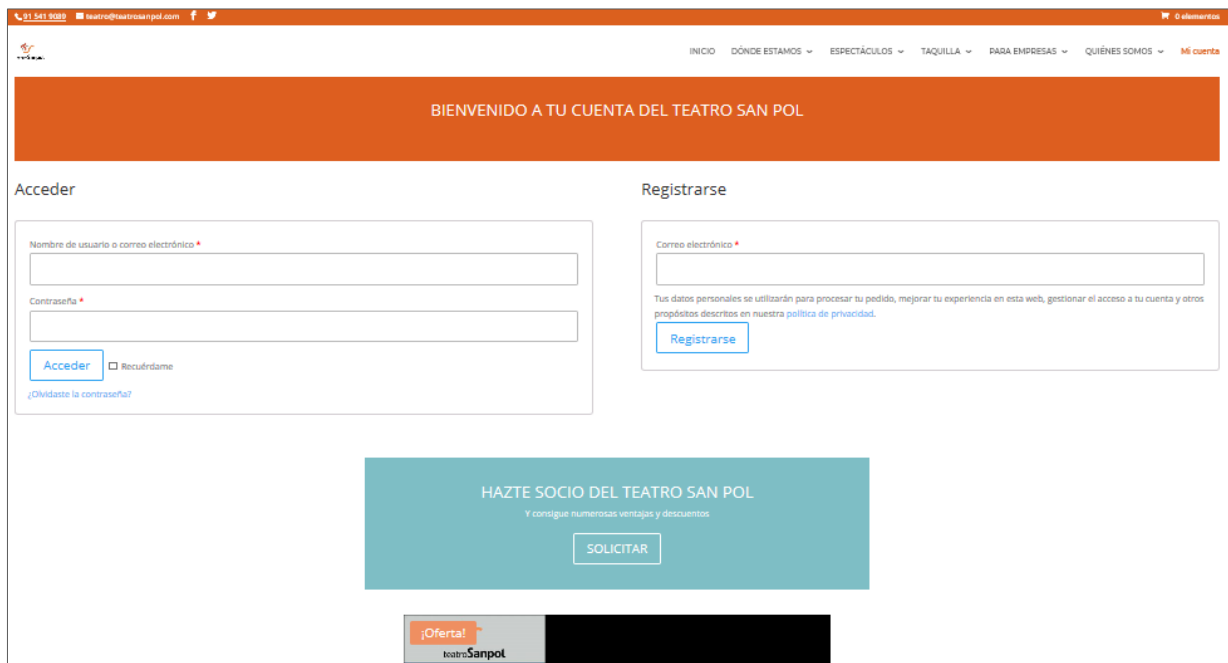 91 541 9089 teatro@teatrosanpol.com 0 elementos
INICIO DÓNDE ESTAMOS ESPECTÁCULOS TAQUILLA PARA EMPRESAS QUIÉNES SOMOS Mi cuenta
BIENVENIDO A TU CUENTA DEL TEATRO SAN POL
Acceder
Nombre de usuario o correo electrónico *
Contraseña *
Acceder Recuérdame
¿Olvidaste la contraseña?
Registrarse
Correo electrónico *
Tus datos personales se utilizarán para procesar tu pedido, mejorar tu experiencia en esta web, gestionar el acceso a tu cuenta y otros
propósitos descritos en nuestra política de privacidad.
Registrarse
HAZTE SOCIO DEL TEATRO SAN POL
Y consigue numerosas ventajas y descuentos
SOLICITAR
¡Oferta!
teatroSanpol